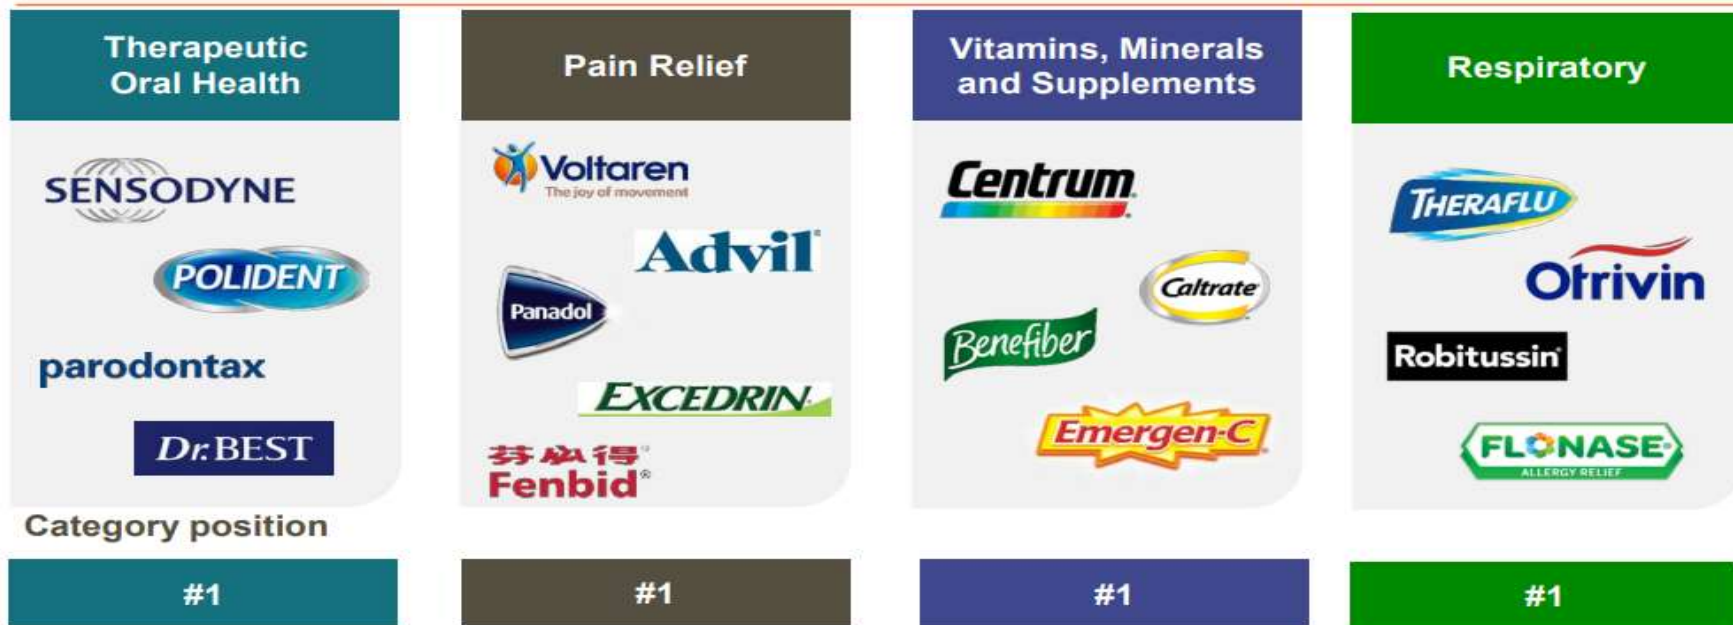 Therapeutic
Oral Health
SENSODYNE
POLIDENT
parodontax
Dr.BEST
Pain Relief
Voltaren
The joy of movement
Advil®
Panadol
EXCEDRIN®
芬必得®
Fenbid®
Vitamins, Minerals
and Supplements
Centrum®
Caltrate
Benefiber
Emergen-C
Respiratory
THERAFLU
Otrivin
Robitussin®
FLONASE®
ALLERGY RELIEF
Category position
#1
#1
#1
#1